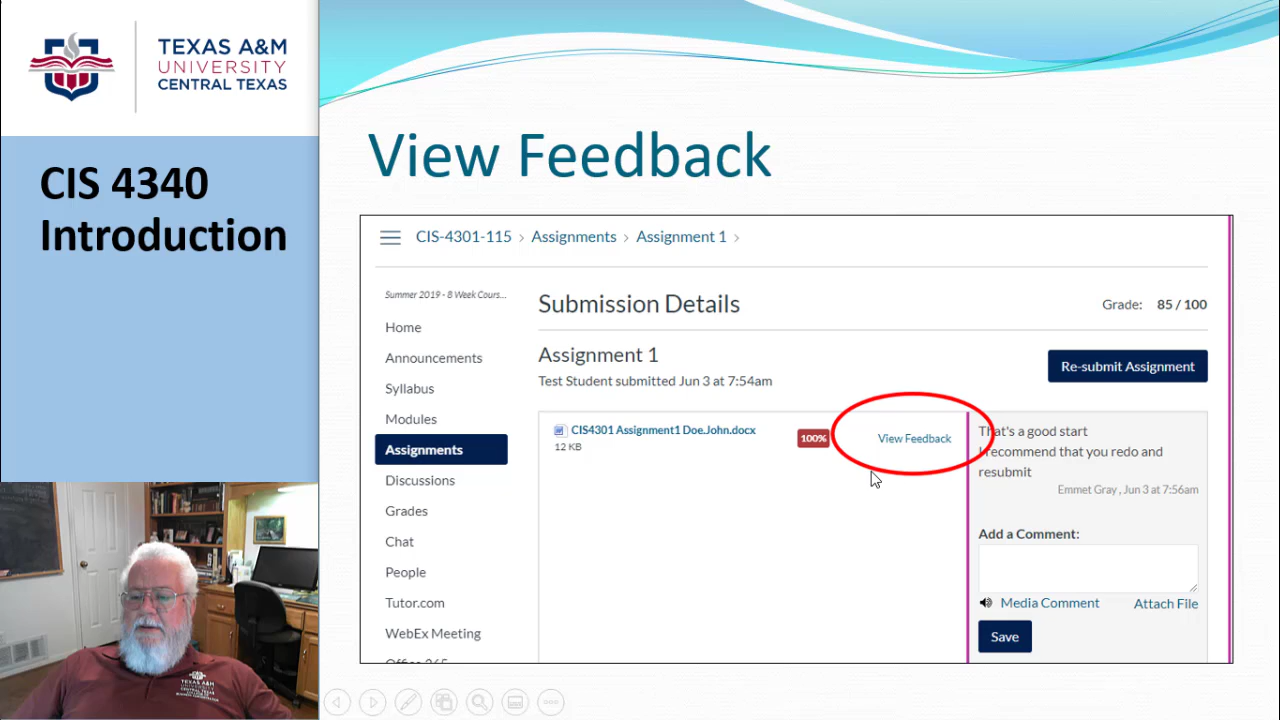 TEXAS A&M
UNIVERSITY
CENTRAL TEXAS
CIS 4340
Introduction
View Feedback
CIS-4301-115 › Assignments › Assignment 1 ›
Summer 2019 - 8 Week Cours...
Home
Announcements
Syllabus
Modules
Assignments
Discussions
Grades
Chat
People
Tutor.com
WebEx Meeting
Office 365
Submission Details
Grade: 85 / 100
Assignment 1
Test Student submitted Jun 3 at 7:54am
Re-submit Assignment
CIS4301 Assignment1 Doe.John.docx
12 KB
100%
View Feedback
That's a good start
I recommend that you redo and
resubmit
Emmet Gray , Jun 3 at 7:56am
Add a Comment:
Media Comment
Attach File
Save
TEXAS A&M